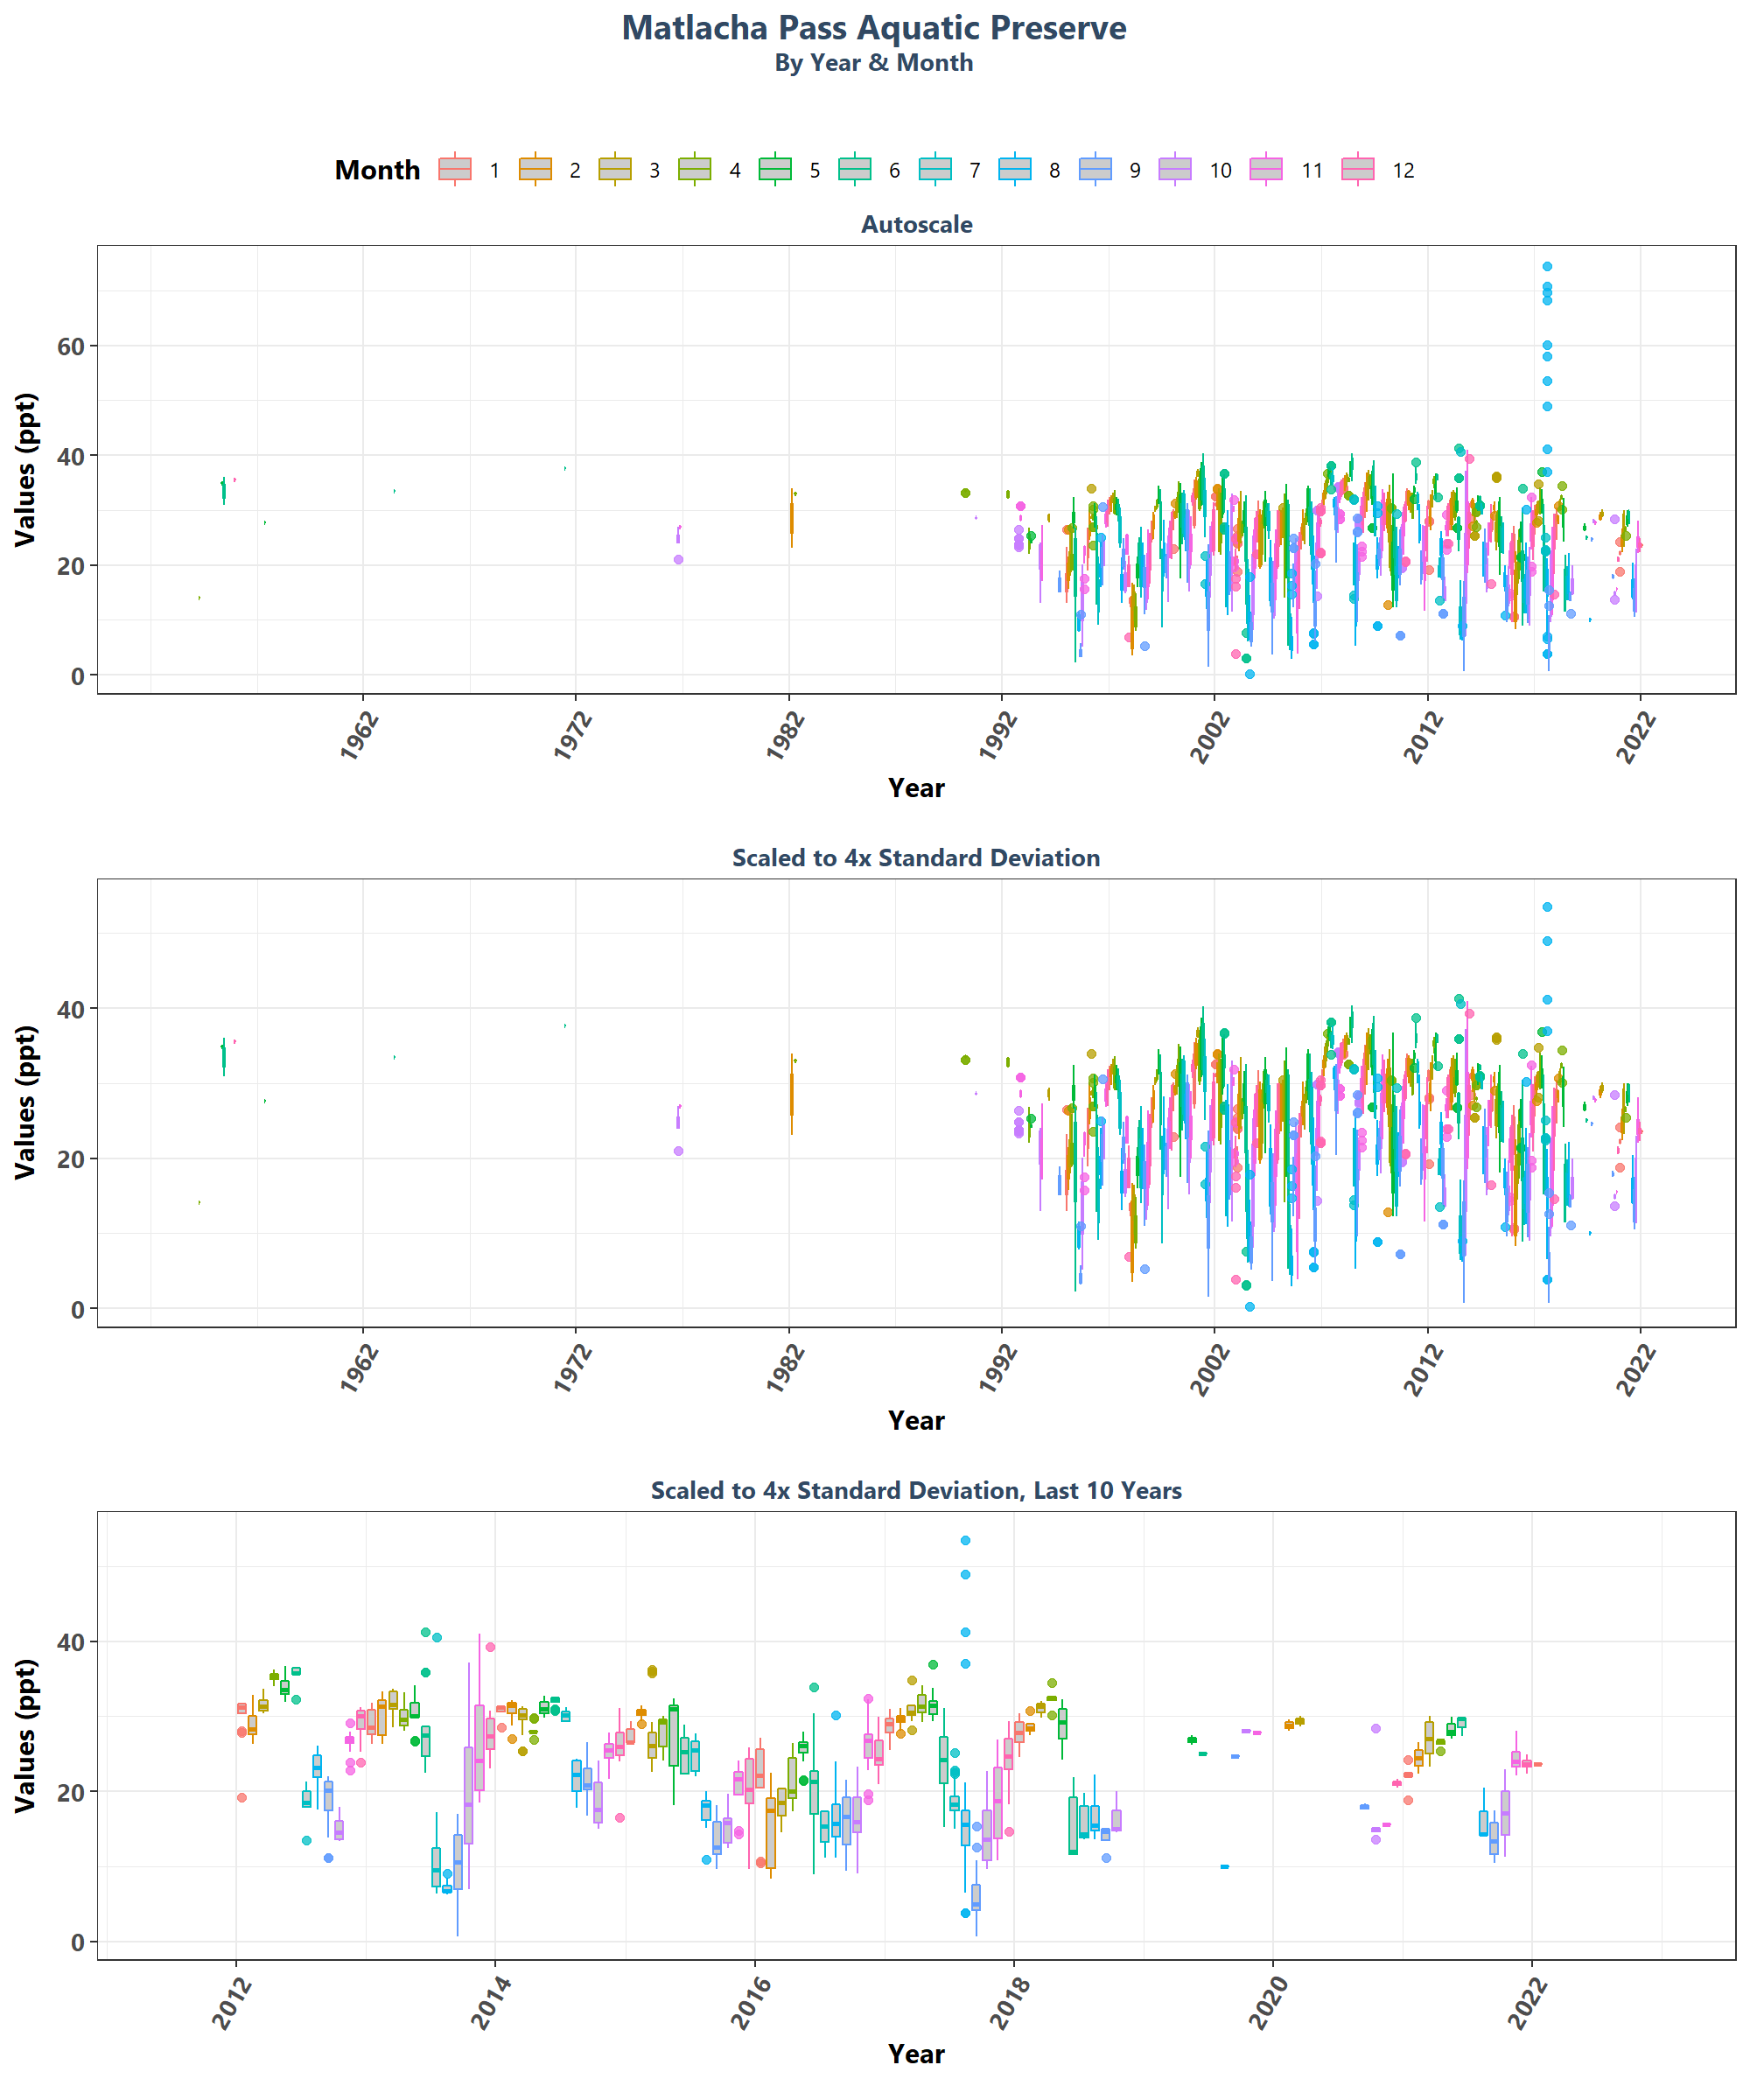 Matlacha Pass Aquatic Preserve
By Year & Month
Month 1 2 3 4 5 6 7 8 9 10 11 12
Autoscale
Values (ppt)
60
40
20
0
1962 1972 1982 1992 2002 2012 2022
Year
Scaled to 4x Standard Deviation
Values (ppt)
40
20
0
1962 1972 1982 1992 2002 2012 2022
Year
Scaled to 4x Standard Deviation, Last 10 Years
Values (ppt)
40
20
0
2012 2014 2016 2018 2020 2022
Year